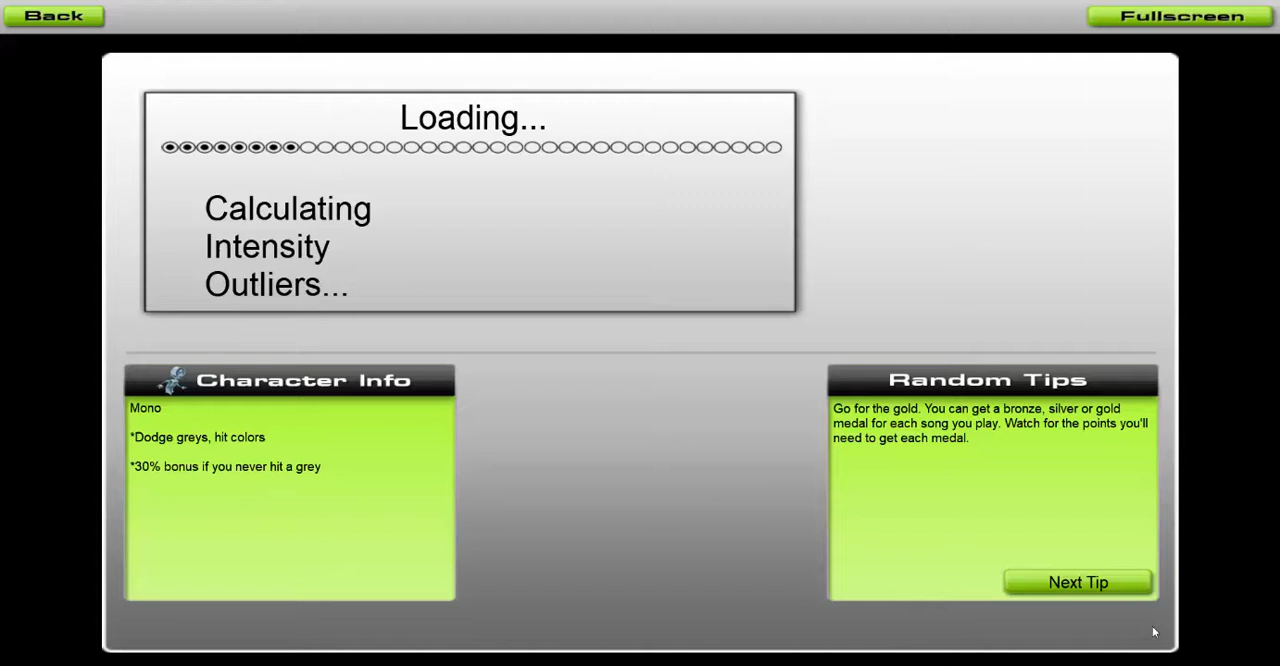 Back
Fullscreen
Loading...
Calculating
Intensity
Outliers...
Character Info
Mono
*Dodge greys, hit colors
*30% bonus if you never hit a grey
Random Tips
Go for the gold. You can get a bronze, silver or gold
medal for each song you play. Watch for the points you'll
need to get each medal.
Next Tip